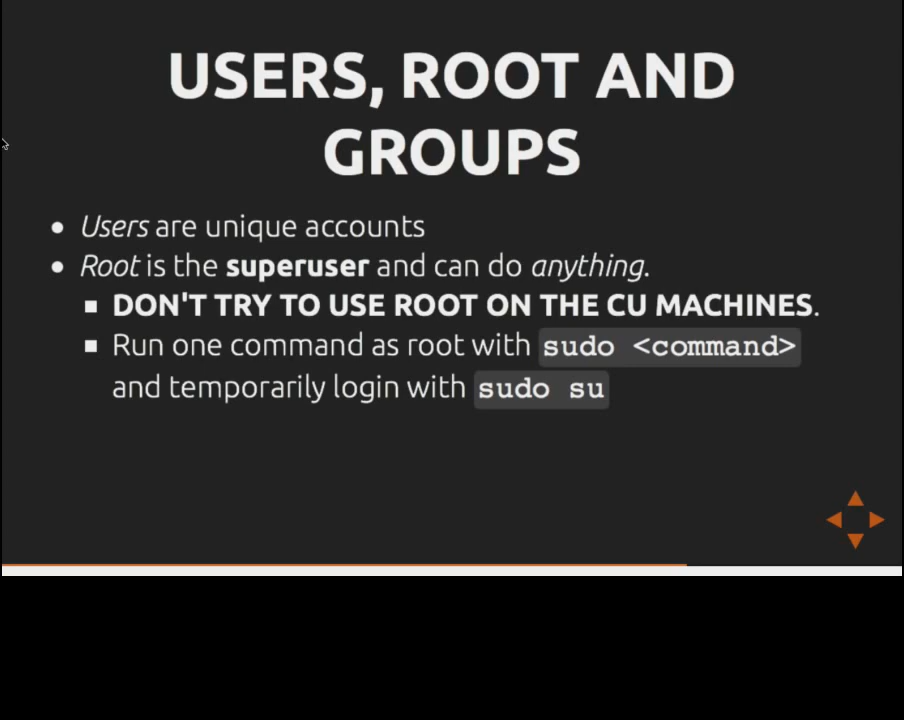 USERS, ROOT AND
GROUPS
Users are unique accounts
Root is the superuser and can do anything.
DON'T TRY TO USE ROOT ON THE CU MACHINES.
Run one command as root with sudo <command>
and temporarily login with sudo su